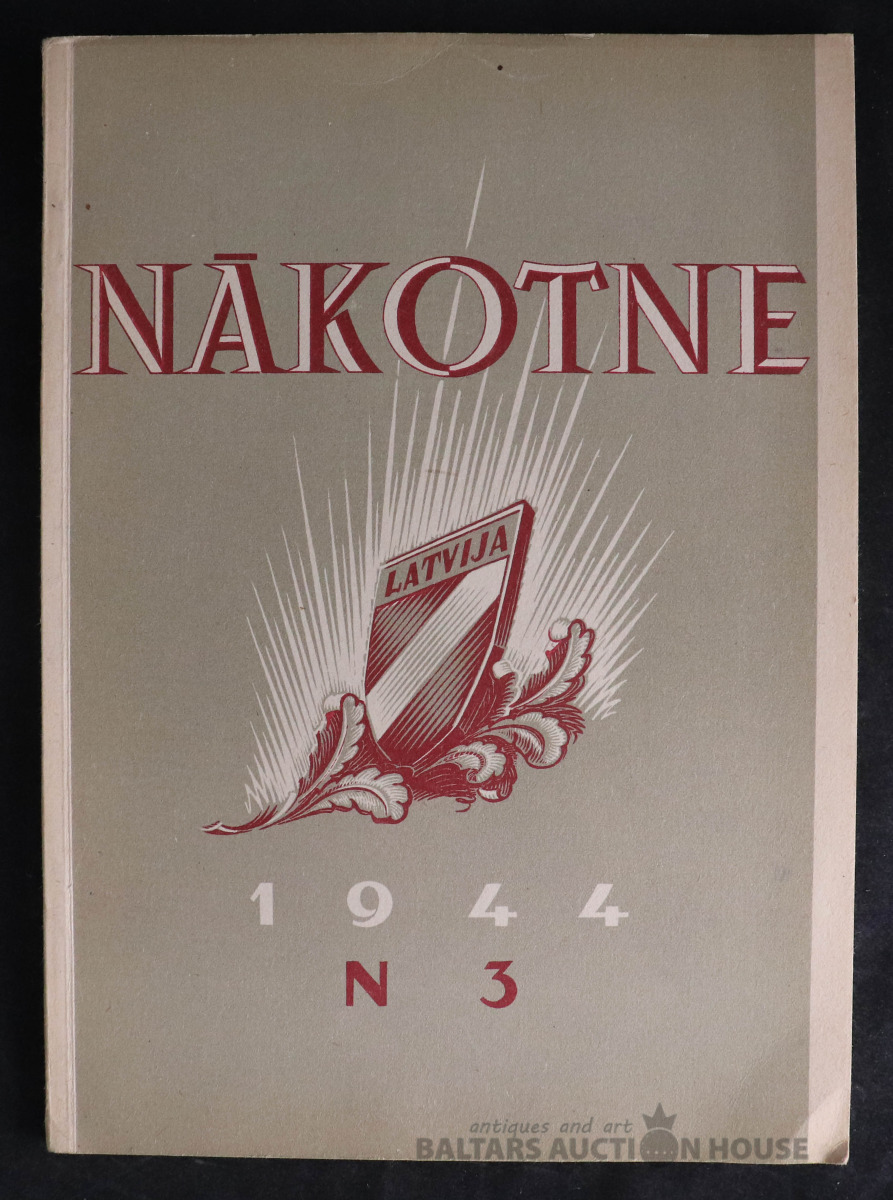 NĀKOTNE
LATVIJA
1944
N 3
antiques and art
BALTARS AUCTION HOUSE